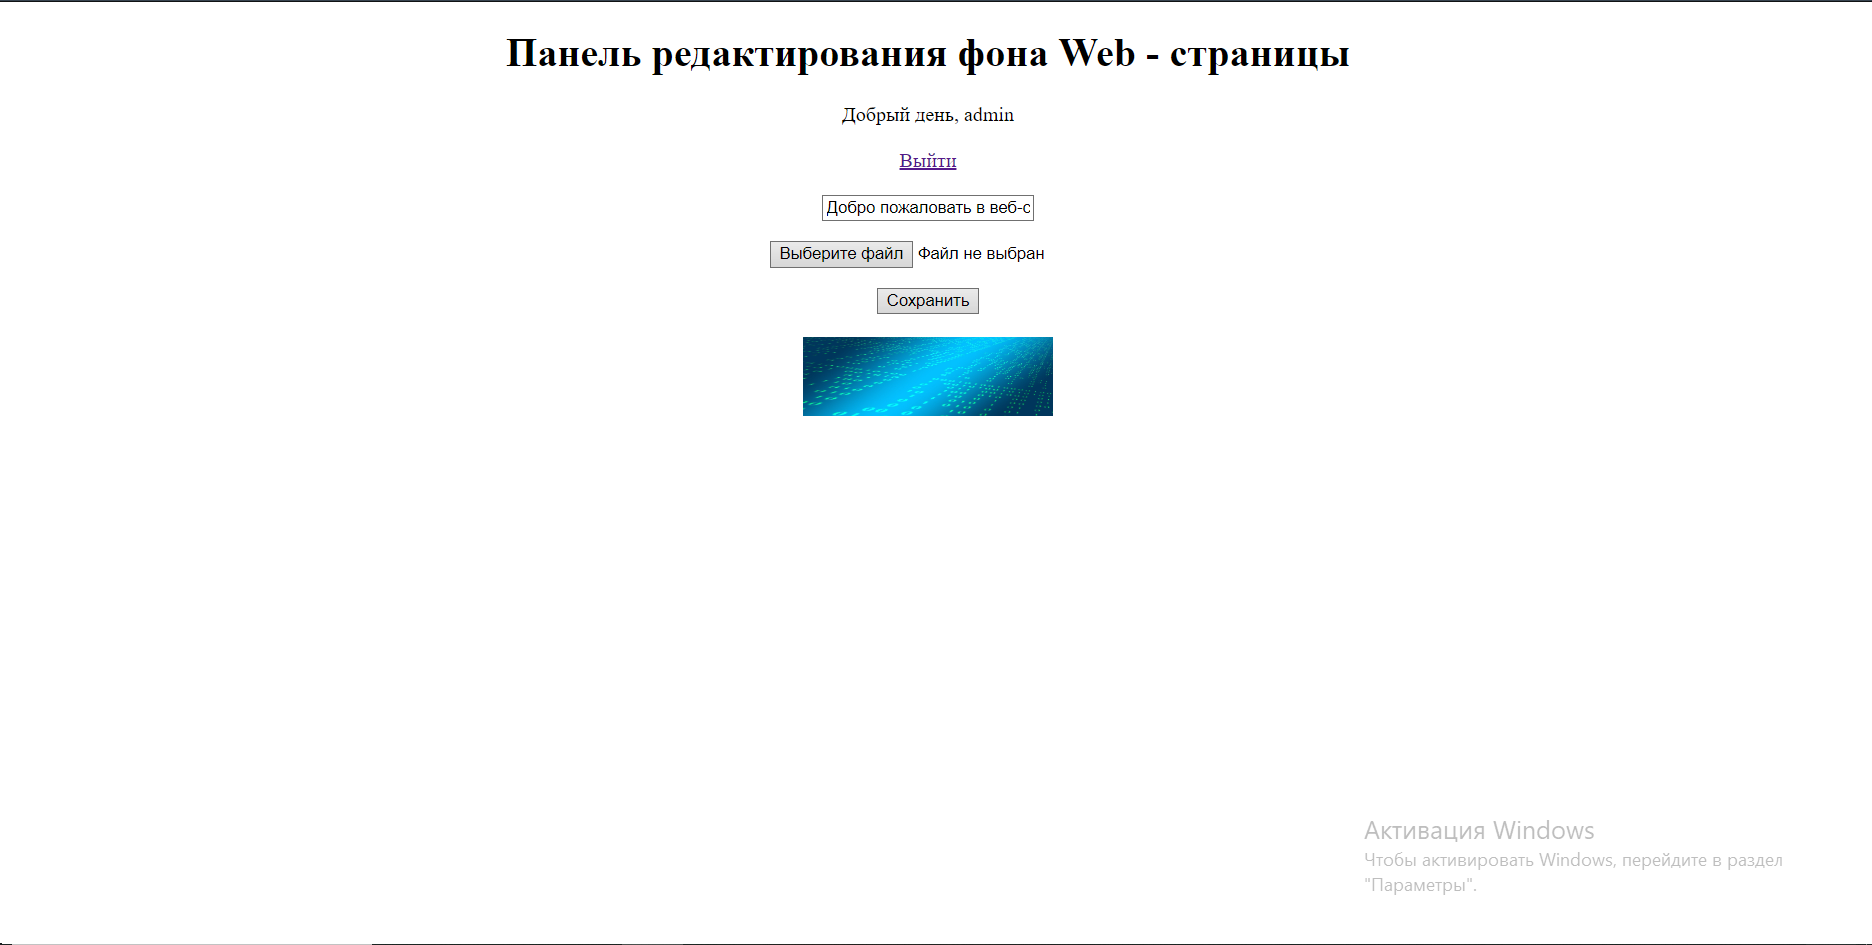 Панель редактирования фона Web - страницы
Добрый день, admin
Выйти
Добро пожаловать в веб-с
Выберите файл Файл не выбран
Сохранить
Активация Windows
Чтобы активировать Windows, перейдите в раздел
"Параметры".